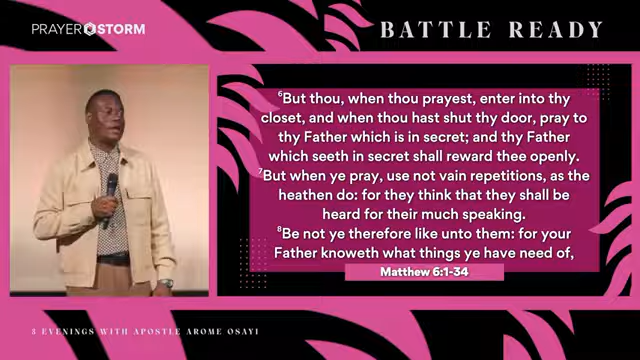 PRAYER STORM
BATTLE READY
⁶But thou, when thou prayest, enter into thy
closet, and when thou hast shut thy door, pray to
thy Father which is in secret; and thy Father
which seeth in secret shall reward thee openly.
⁷But when ye pray, use not vain repetitions, as the
heathen do: for they think that they shall be
heard for their much speaking.
⁸Be not ye therefore like unto them: for your
Father knoweth what things ye have need of,
Matthew 6:1-34
3 EVENINGS WITH APOSTLE AROME OSAYI